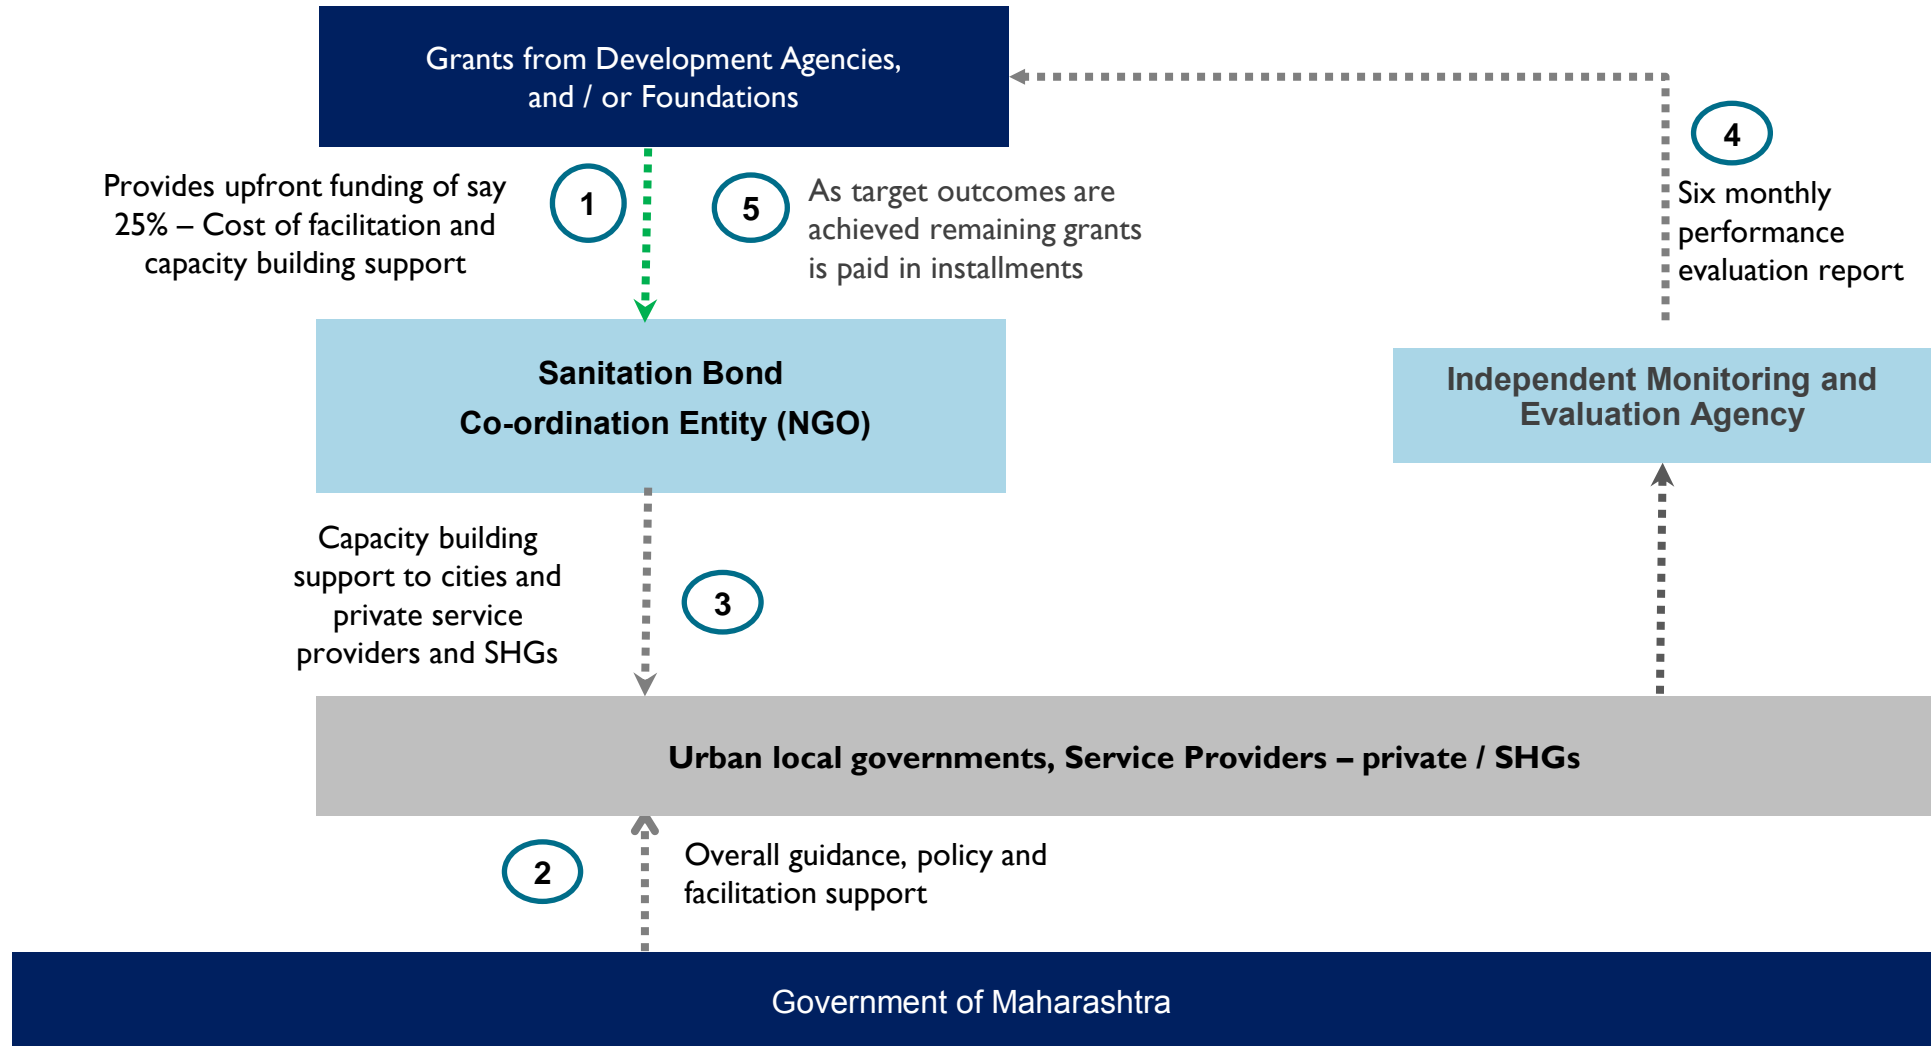 Grants from Development Agencies,
and / or Foundations
Provides upfront funding of say
25% – Cost of facilitation and
capacity building support
1
5
As target outcomes are
achieved remaining grants
is paid in installments
4
Six monthly
performance
evaluation report
Sanitation Bond
Co-ordination Entity (NGO)
Independent Monitoring and
Evaluation Agency
Capacity building
support to cities and
private service
providers and SHGs
3
Urban local governments, Service Providers – private / SHGs
2
Overall guidance, policy and
facilitation support
Government of Maharashtra